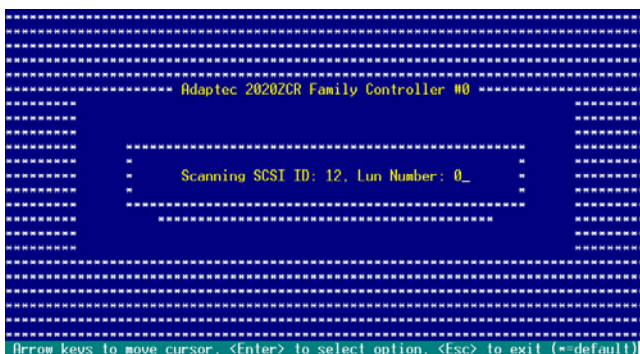 Adaptec 2020ZCR Family Controller #0
Scanning SCSI ID: 12, Lun Number: 0_
Arrow keys to move cursor, <Enter> to select option, <Esc> to exit (*=default)